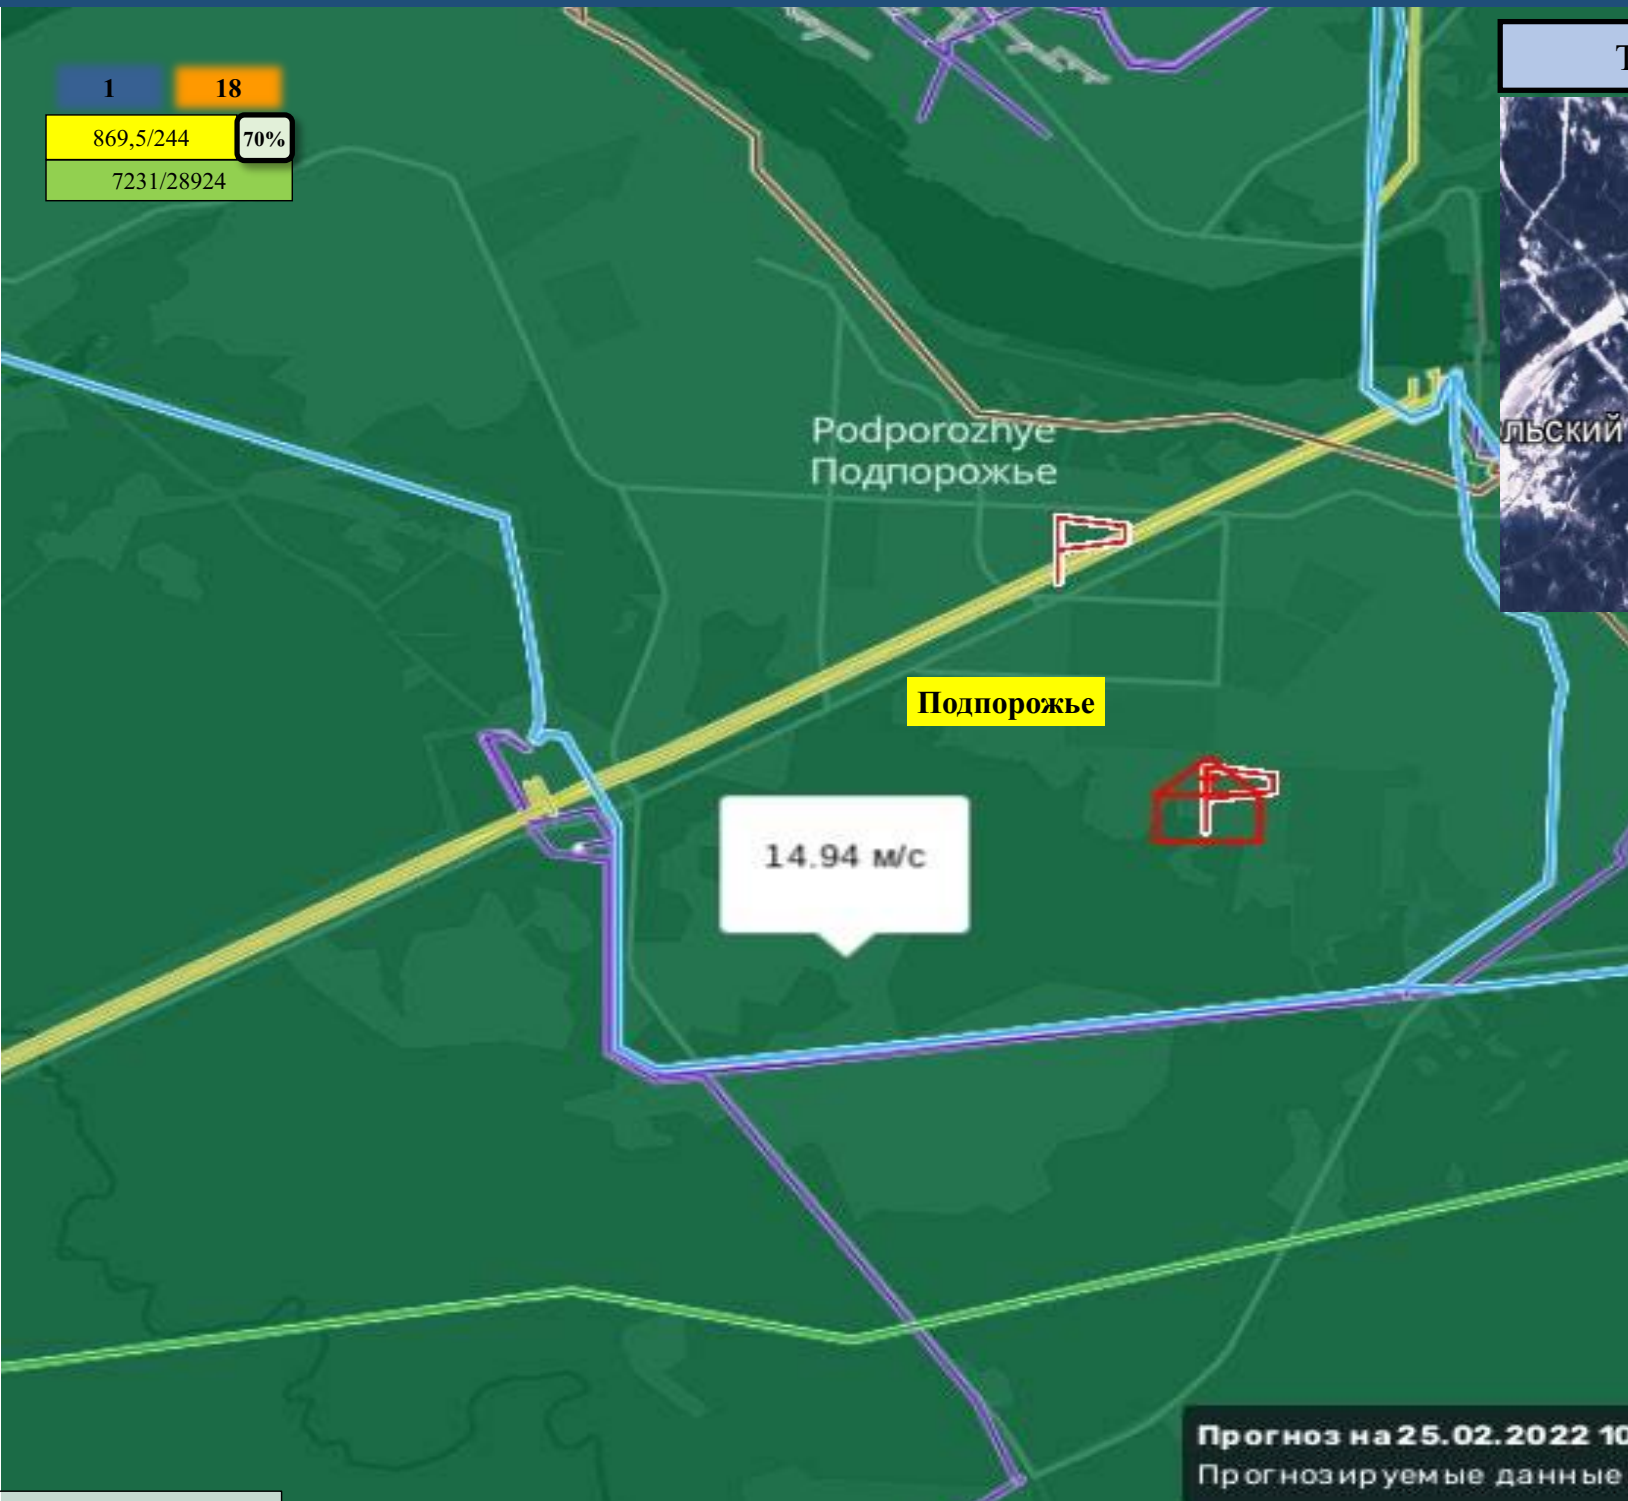 1 18
869,5/244 70%
7231/28924
Podporozhye
Подпорожье
льский
Подпорожье
14.94 м/с
Прогноз на 25.02.2022 10
Прогнозируемые данные